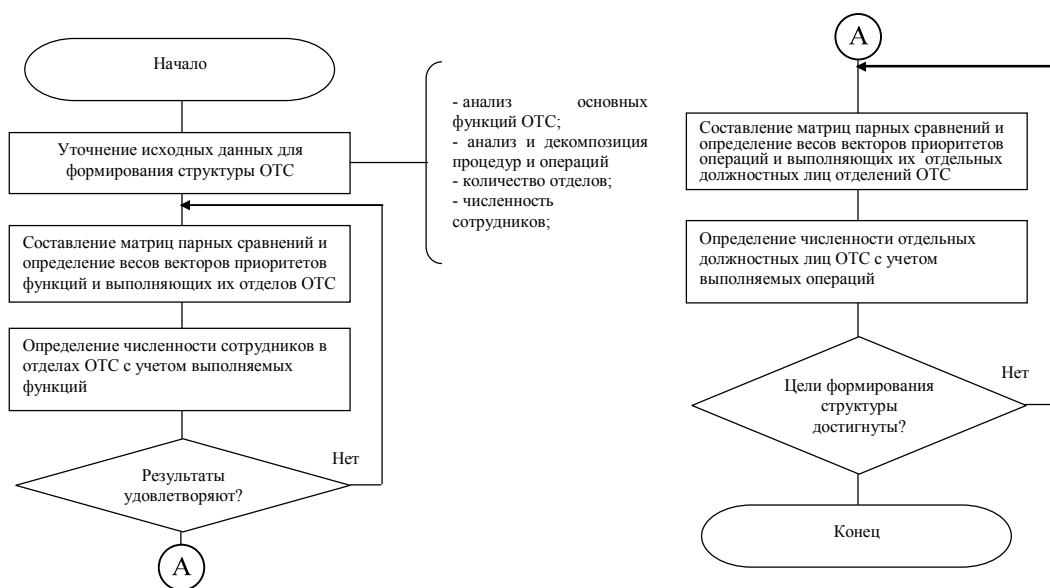 Начало
Уточнение исходных данных для
формирования структуры ОТС
- анализ основных
функций ОТС;
- анализ и декомпозиция
процедур и операций
- количество отделов;
- численность
сотрудников;
Составление матриц парных сравнений и
определение весов векторов приоритетов
функций и выполняющих их отделов ОТС
Определение численности сотрудников в
отделах ОТС с учетом выполняемых
функций
Результаты
удовлетворяют?
Нет
А
А
Составление матриц парных сравнений и
определение весов векторов приоритетов
операций и выполняющих их отдельных
должностных лиц отделений ОТС
Определение численности отдельных
должностных лиц ОТС с учетом
выполняемых операций
Цели формирования
структуры
достигнуты?
Нет
Конец